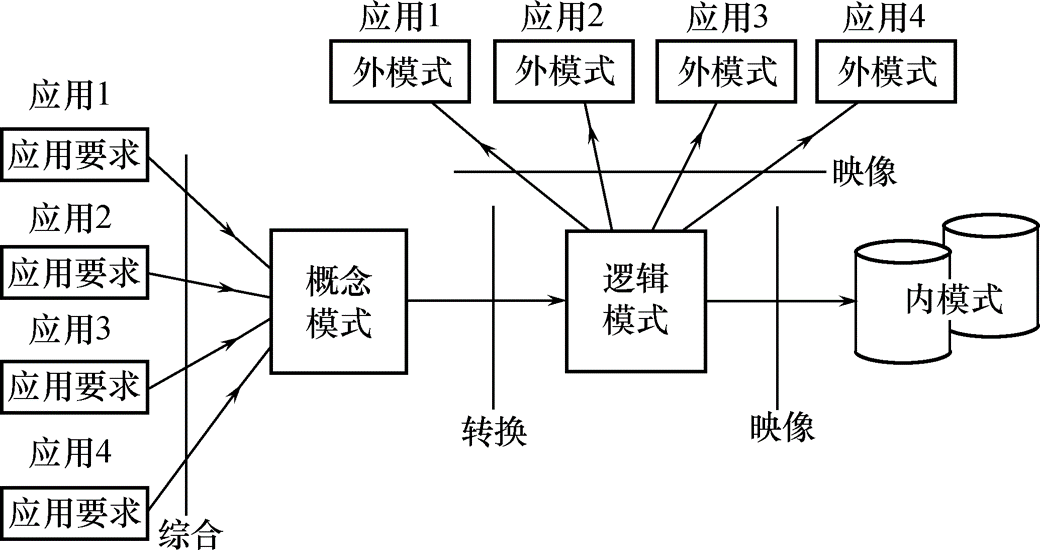 应用1 应用2 应用3 应用4
外模式 外模式 外模式 外模式
映像
应用1
应用要求
应用2
应用要求
应用3
应用要求
应用4
应用要求
综合
概念
模式
转换
逻辑
模式
映像
内模式